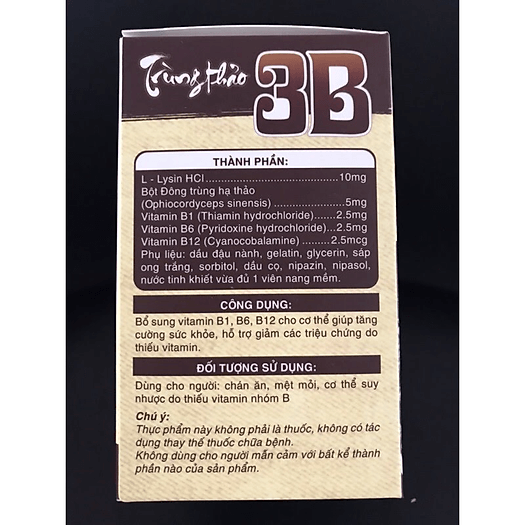 Trùng thảo 3B
THÀNH PHẦN:
L - Lysin HCl........................................10mg
Bột Đông trùng hạ thảo
(Ophiocordyceps sinensis) .....................5mg
Vitamin B1 (Thiamin hydrochloride).......2.5mg
Vitamin B6 (Pyridoxine hydrochloride)...2.5mg
Vitamin B12 (Cyanocobalamine) .........2.5mcg
Phụ liệu: dầu đậu nành, gelatin, glycerin, sáp
ong trắng, sorbitol, dầu cọ, nipazin, nipasol,
nước tinh khiết vừa đủ 1 viên nang mềm.
CÔNG DỤNG:
Bổ sung vitamin B1, B6, B12 cho cơ thể giúp tăng
cường sức khỏe, hỗ trợ giảm các triệu chứng do
thiếu vitamin.
ĐỐI TƯỢNG SỬ DỤNG:
Dùng cho người: chán ăn, mệt mỏi, cơ thể suy
nhược do thiếu vitamin nhóm B
Chú ý:
Thực phẩm này không phải là thuốc, không có tác
dụng thay thế thuốc chữa bệnh.
Không dùng cho người mẫn cảm với bất kể thành
phần nào của sản phẩm.